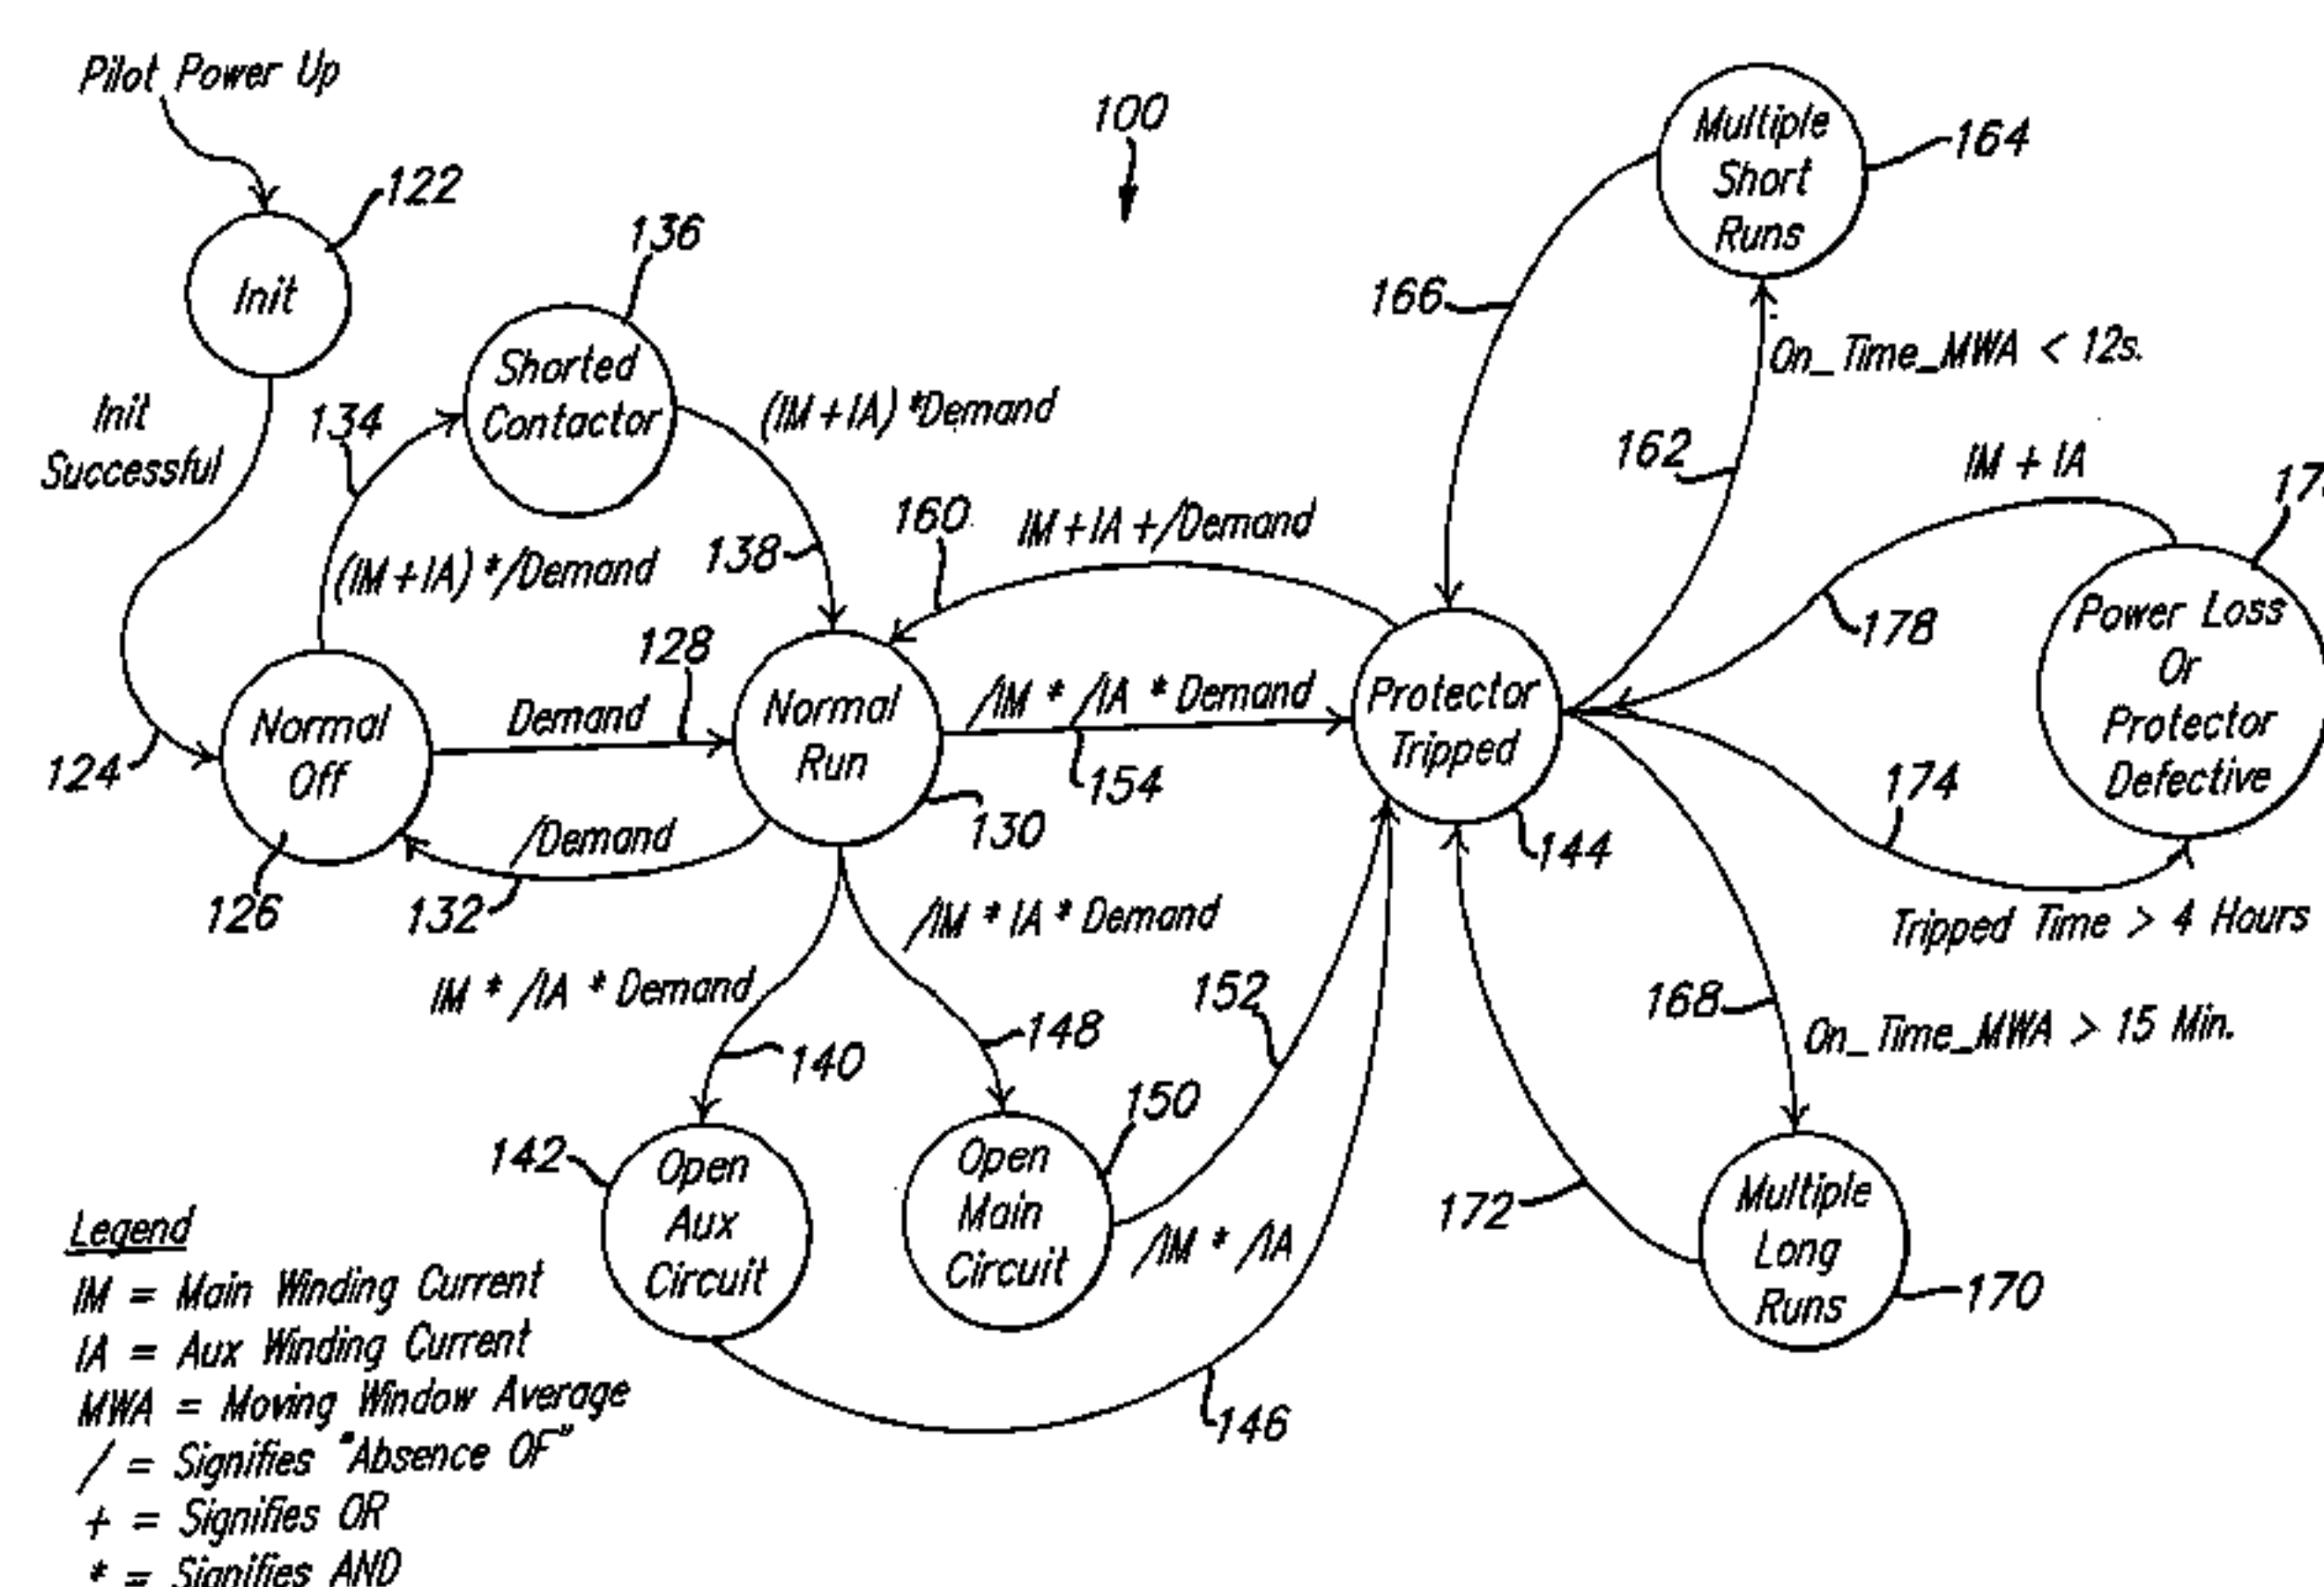 Pilot Power Up
100
122
Init
136
Shorted
Contactor
Init
Successful
134
(IM + IA) *Demand
(IM + IA) */Demand
138
160
IM + IA + /Demand
Multiple
Short
Runs
164
166
On_Time_MWA < 12s.
162
IM + IA
178
Power Loss
Or
Protector
Defective
124
Normal
Off
126
Demand
128
Normal
Run
130
/Demand
132
/IM * /IA * Demand
154
Protector
Tripped
144
174
Tripped Time > 4 Hours
/IM * IA * Demand
IM * /IA * Demand
140
148
152
168
On_Time_MWA > 15 Min.
142
Open
Aux
Circuit
150
Open
Main
Circuit
/IM * /IA
146
172
Multiple
Long
Runs
170
Legend
IM = Main Winding Current
IA = Aux Winding Current
MWA = Moving Window Average
/ = Signifies "Absence OF"
+ = Signifies OR
* = Signifies AND